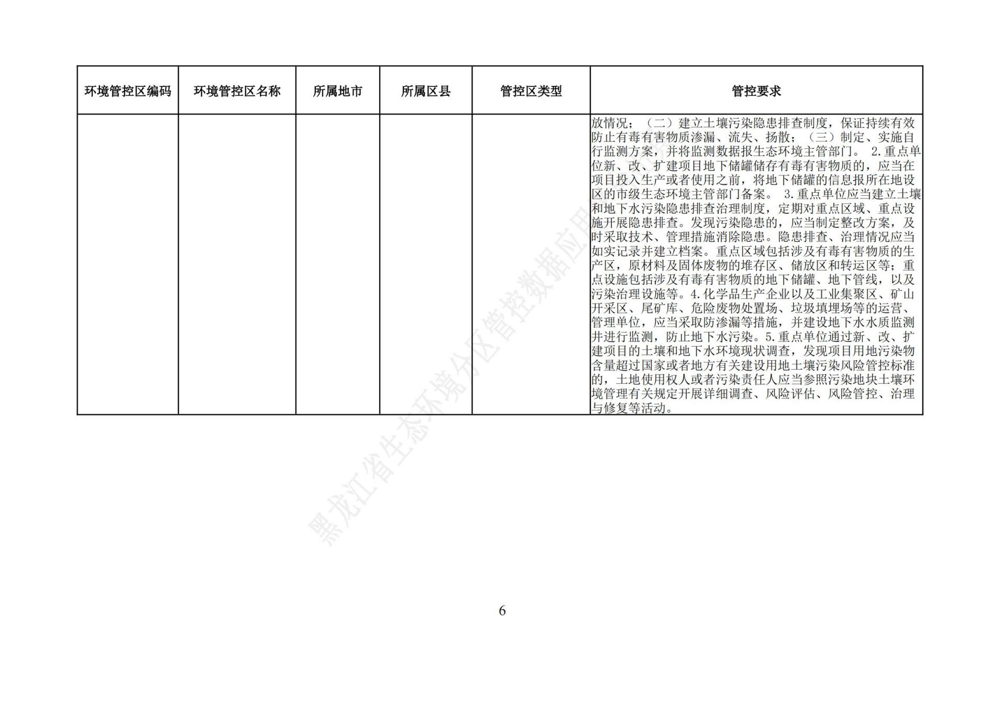 环境管控区编码 环境管控区名称 所属地市 所属区县 管控区类型 管控要求
放情况；（二）建立土壤污染隐患排查制度，保证持续有效
防止有毒有害物质渗漏、流失、扬散；（三）制定、实施自
行监测方案，并将监测数据报生态环境主管部门。 2.重点单
位新、改、扩建项目地下储罐储存有毒有害物质的，应当在
项目投入生产或者使用之前，将地下储罐的信息报所在地设
区的市级生态环境主管部门备案。 3.重点单位应当建立土壤
和地下水污染隐患排查治理制度，定期对重点区域、重点设
施开展隐患排查。发现污染隐患的，应当制定整改方案，及
时采取技术、管理措施消除隐患。隐患排查、治理情况应当
如实记录并建立档案。重点区域包括涉及有毒有害物质的生
产区，原材料及固体废物的堆存区、储放区和转运区等；重
点设施包括涉及有毒有害物质的地下储罐、地下管线，以及
污染治理设施等。4.化学品生产企业以及工业集聚区、矿山
开采区、尾矿库、危险废物处置场、垃圾填埋场等的运营、
管理单位，应当采取防渗漏等措施，并建设地下水水质监测
井进行监测，防止地下水污染。5.重点单位通过新、改、扩
建项目的土壤和地下水环境现状调查，发现项目用地污染物
含量超过国家或者地方有关建设用地土壤污染风险管控标准
的，土地使用权人或者污染责任人应当参照污染地块土壤环
境管理有关规定开展详细调查、风险评估、风险管控、治理
与修复等活动。
黑龙江省生态环境分区管控数据应用
6